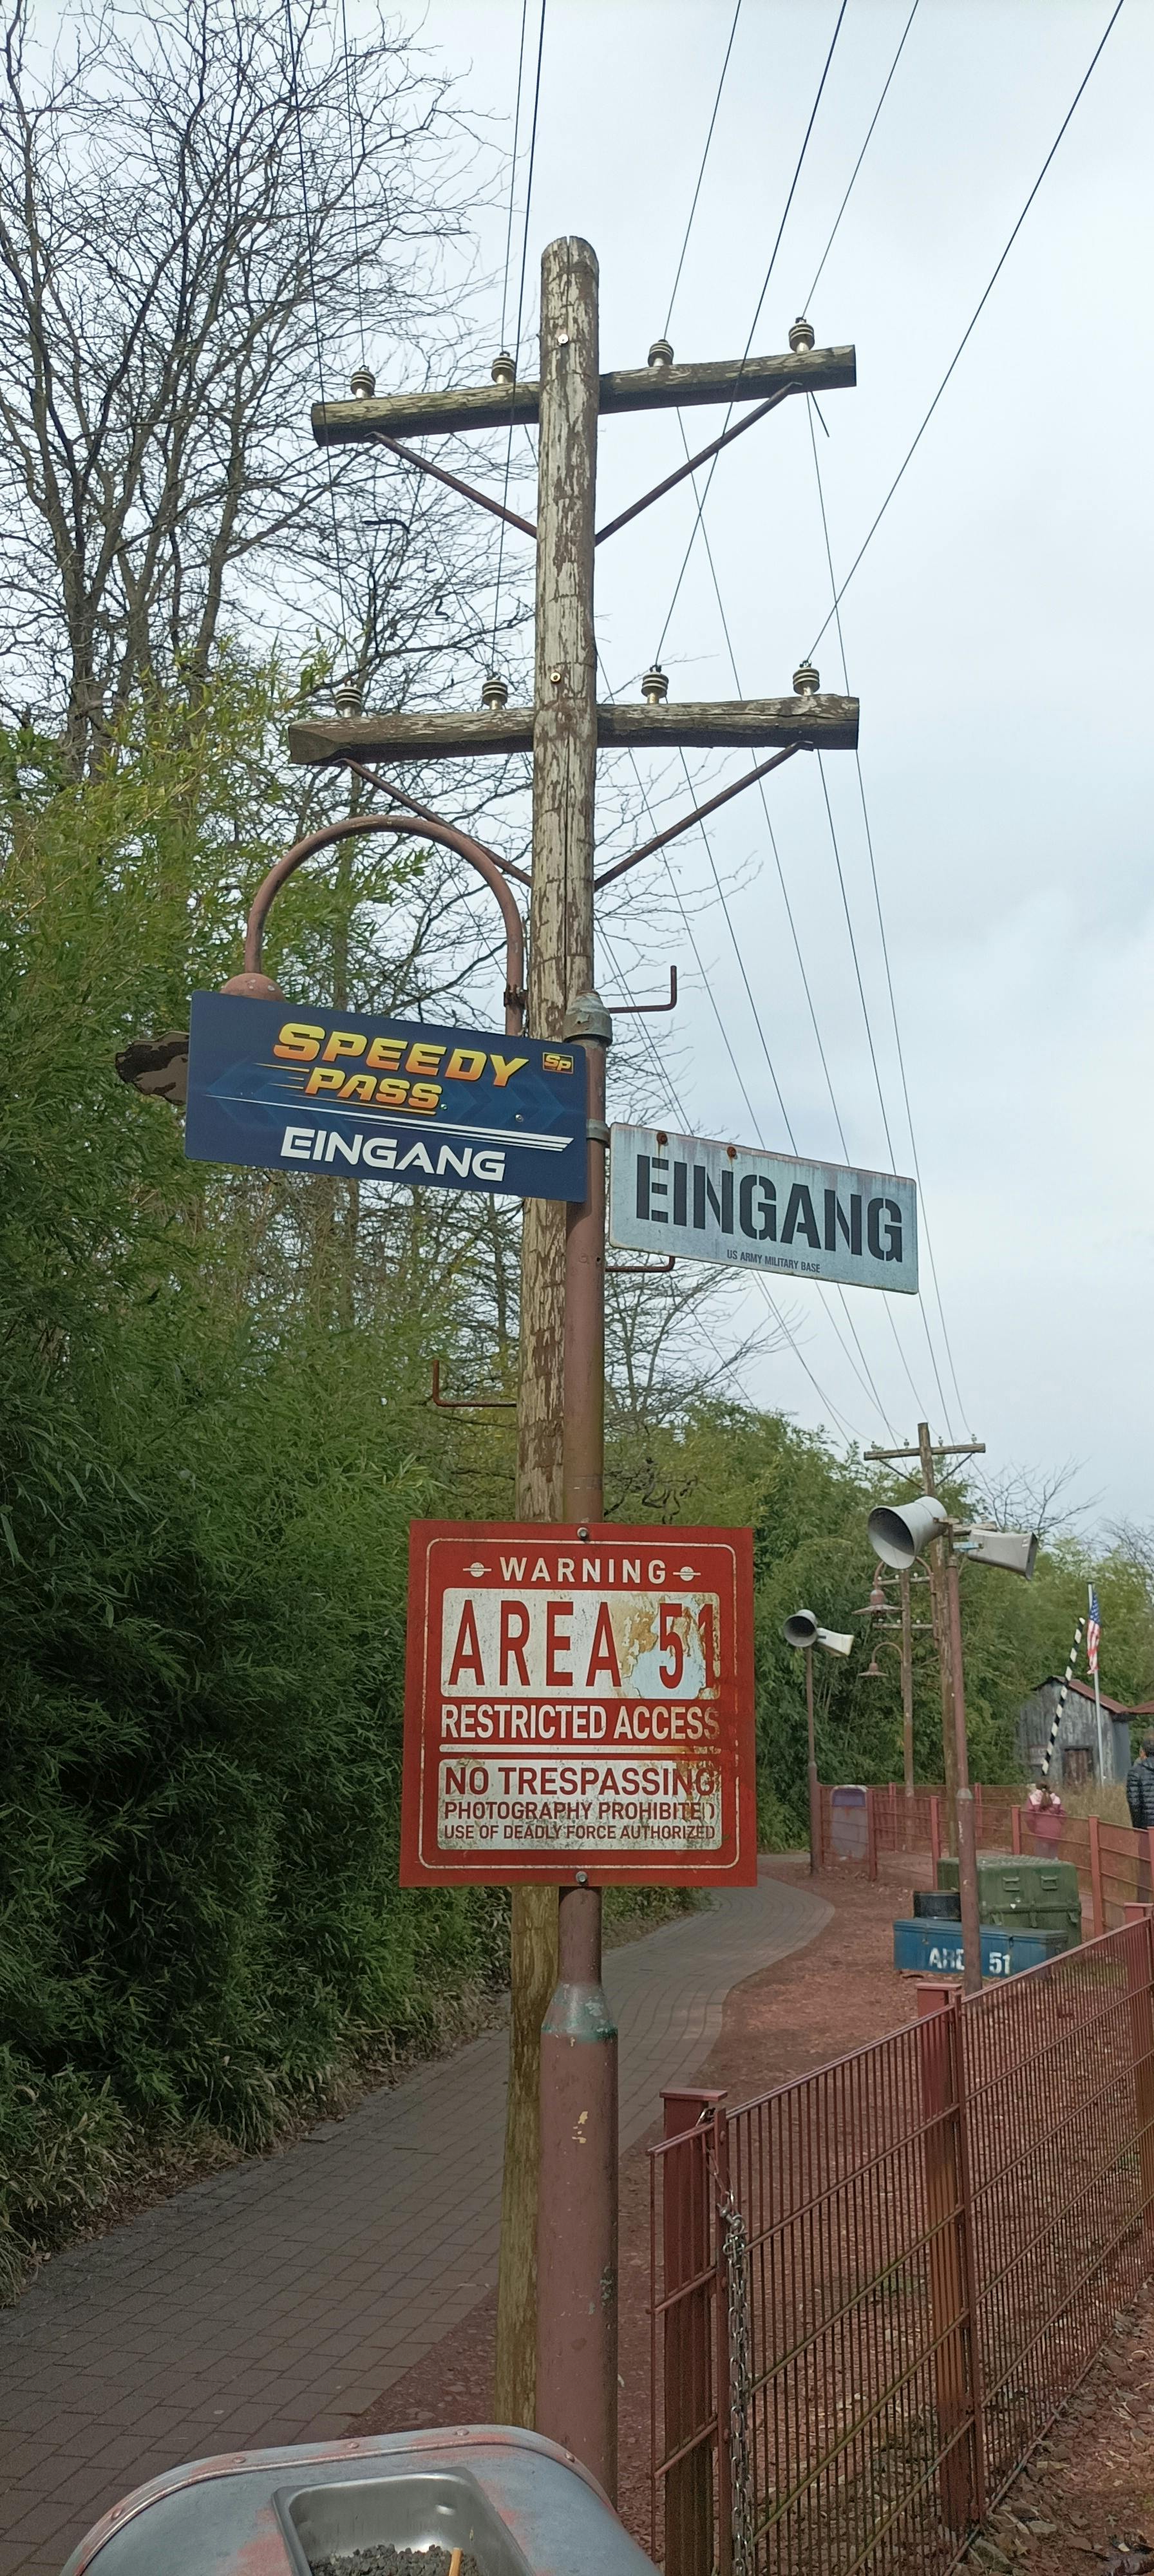 SPEEDY
PASS
SP
EINGANG
EINGANG
US ARMY MILITARY BASE
WARNING
AREA 51
RESTRICTED ACCESS
NO TRESPASSING
PHOTOGRAPHY PROHIBITED
USE OF DEADLY FORCE AUTHORIZED
AREA 51